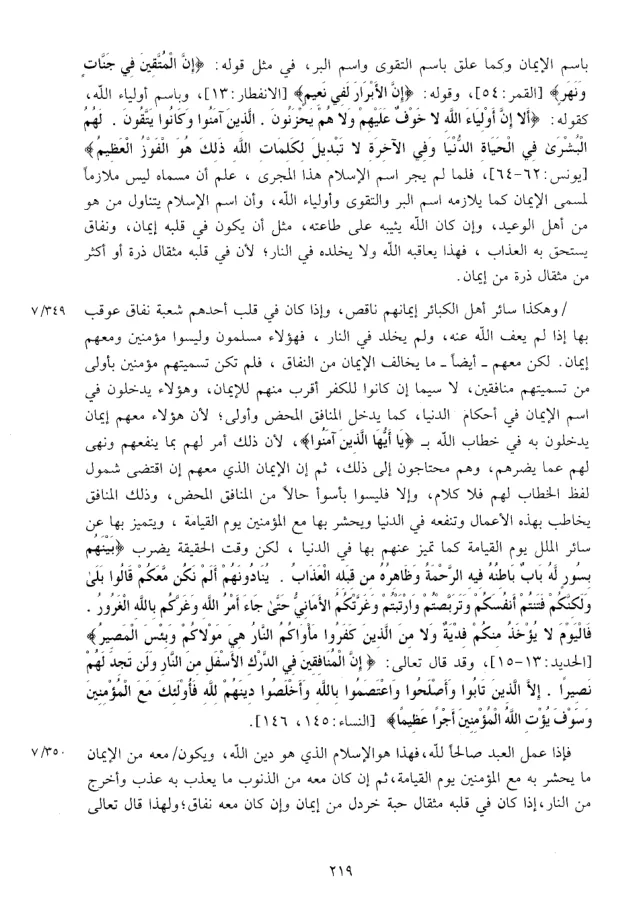 باسم الإيمان وكما علق باسم التقوى واسم البر، في مثل قوله: ﴿إِنَّ الْمُتَّقِينَ فِي جَنَّاتٍ
وَنَهَرٍ﴾ [القمر:٥٤]، وقوله: ﴿إِنَّ الأَبْرَارَ لَفِي نَعِيمٍ﴾ [الانفطار:١٣]، وباسم أولياء الله،
كقوله: ﴿أَلا إِنَّ أَوْلِيَاءَ اللَّهِ لا خَوْفٌ عَلَيْهِمْ وَلا هُمْ يَحْزَنُونَ . الَّذِينَ آمَنُوا وَكَانُوا يَتَّقُونَ . لَهُمُ
الْبُشْرَىٰ فِي الْحَيَاةِ الدُّنْيَا وَفِي الآخِرَةِ لا تَبْدِيلَ لِكَلِمَاتِ اللَّهِ ذَلِكَ هُوَ الْفَوْزُ الْعَظِيمُ﴾
[يونس:٦٢-٦٤]، فلما لم يجر اسم الإسلام هذا المجرى ، علم أن مسماه ليس ملازماً
لمسمى الإيمان كما يلازمه اسم البر والتقوى وأولياء الله، وأن اسم الإسلام يتناول من هو
من أهل الوعيد، وإن كان الله يثيبه على طاعته، مثل أن يكون في قلبه إيمان، ونفاق
يستحق به العذاب ، فهذا يعاقبه الله ولا يخلده في النار؛ لأن في قلبه مثقال ذرة أو أكثر
من مثقال ذرة من إيمان.
٧/٣٤٩ / وهكذا سائر أهل الكبائر إيمانهم ناقص، وإذا كان في قلب أحدهم شعبة نفاق عوقب
بها إذا لم يعف الله عنه، ولم يخلد في النار ، فهؤلاء مسلمون وليسوا مؤمنين ومعهم
إيمان. لكن معهم ـ أيضاً ـ ما يخالف الإيمان من النفاق ، فلم تكن تسميتهم مؤمنين بأولى
من تسميتهم منافقين، لا سيما إن كانوا للكفر أقرب منهم للإيمان، وهؤلاء يدخلون في
اسم الإيمان في أحكام الدنيا، كما يدخل المنافق المحض وأولى؛ لأن هؤلاء معهم إيمان
يدخلون به في خطاب الله بـ ﴿يَا أَيُّهَا الَّذِينَ آمَنُوا﴾، لأن ذلك أمر لهم بما ينفعهم ونهى
لهم عما يضرهم، وهم محتاجون إلى ذلك، ثم إن الإيمان الذي معهم إن اقتضى شمول
لفظ الخطاب لهم فلا كلام، وإلا فليسوا بأسوأ حالاً من المنافق المحض، وذلك المنافق
يخاطب بهذه الأعمال وتنفعه في الدنيا ويحشر بها مع المؤمنين يوم القيامة ، ويتميز بها عن
سائر الملل يوم القيامة كما تميز عنهم بها في الدنيا ، لكن وقت الحقيقة يضرب ﴿بَيْنَهُم
بِسُورٍ لَّهُ بَابٌ بَاطِنُهُ فِيهِ الرَّحْمَةُ وَظَاهِرُهُ مِن قِبَلِهِ الْعَذَابُ . يُنَادُونَهُمْ أَلَمْ نَكُن مَّعَكُمْ قَالُوا بَلَىٰ
وَلَكِنَّكُمْ فَتَنتُمْ أَنفُسَكُمْ وَتَرَبَّصْتُمْ وَارْتَبْتُمْ وَغَرَّتْكُمُ الأَمَانِيُّ حَتَّىٰ جَاءَ أَمْرُ اللَّهِ وَغَرَّكُم بِاللَّهِ الْغَرُورُ .
فَالْيَوْمَ لا يُؤْخَذُ مِنكُمْ فِدْيَةٌ وَلا مِنَ الَّذِينَ كَفَرُوا مَأْوَاكُمُ النَّارُ هِيَ مَوْلاكُمْ وَبِئْسَ الْمَصِيرُ﴾
[الحديد:١٣-١٥]، وقد قال تعالى: ﴿ إِنَّ الْمُنَافِقِينَ فِي الدَّرْكِ الأَسْفَلِ مِنَ النَّارِ وَلَن تَجِدَ لَهُمْ
نَصِيراً . إِلاَّ الَّذِينَ تَابُوا وَأَصْلَحُوا وَاعْتَصَمُوا بِاللَّهِ وَأَخْلَصُوا دِينَهُمْ لِلَّهِ فَأُوْلَئِكَ مَعَ الْمُؤْمِنِينَ
وَسَوْفَ يُؤْتِ اللَّهُ الْمُؤْمِنِينَ أَجْرًا عَظِيمًا﴾ [النساء:١٤٥، ١٤٦].
٧/٣٥٠ فإذا عمل العبد صالحاً لله، فهذا هو الإسلام الذي هو دين الله، ويكون/ معه من الإيمان
ما يحشر به مع المؤمنين يوم القيامة، ثم إن كان معه من الذنوب ما يعذب به عذب وأخرج
من النار، إذا كان في قلبه مثقال حبة خردل من إيمان وإن كان معه نفاق؛ ولهذا قال تعالى
٢١٩